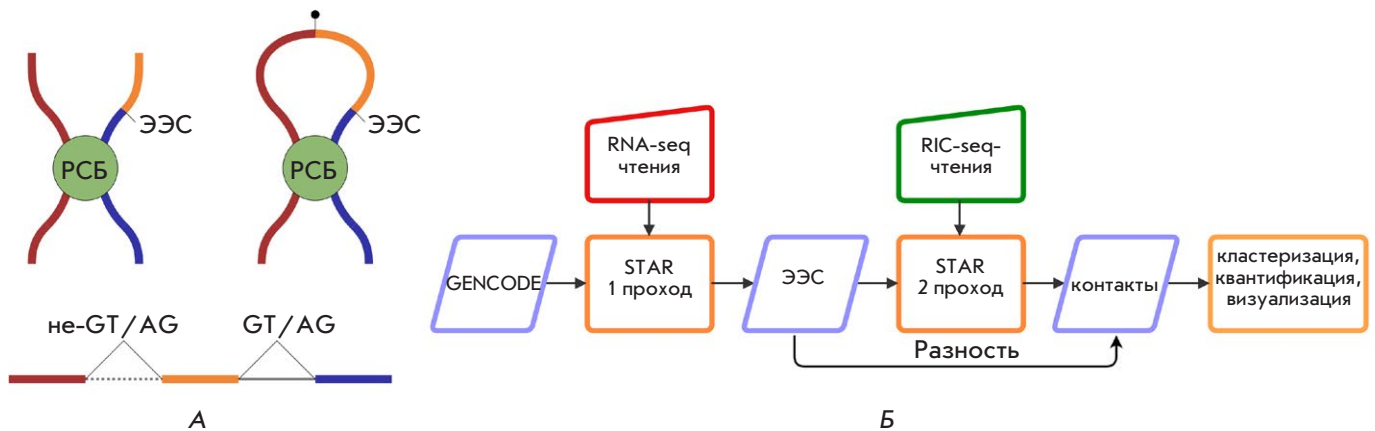 ЭЭС
РСБ
ЭЭС
РСБ
не-GT/AG
GT/AG
А
RNA-seq
чтения
RIC-seq-
чтения
GENCODE
STAR
1 проход
ЭЭС
STAR
2 проход
контакты
кластеризация,
квантификация,
визуализация
Разность
Б